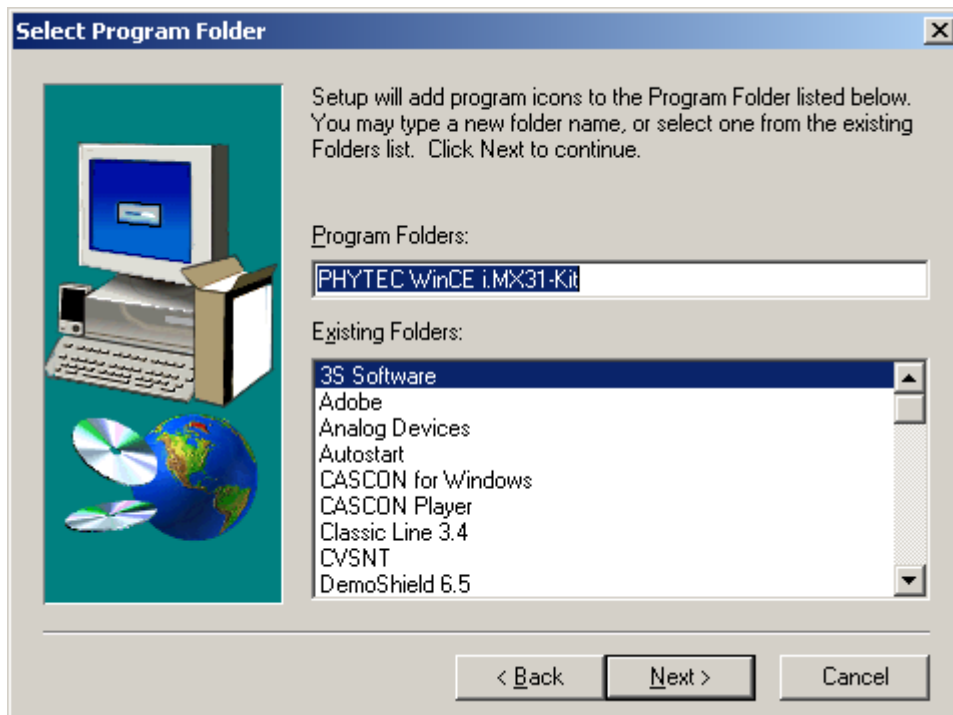 Select Program Folder
Setup will add program icons to the Program Folder listed below.
You may type a new folder name, or select one from the existing
Folders list. Click Next to continue.
Program Folders:
PHYTEC WinCE i.MX31-Kit
Existing Folders:
3S Software
Adobe
Analog Devices
Autostart
CASCON for Windows
CASCON Player
Classic Line 3.4
CVSNT
DemoShield 6.5
< Back
Next >
Cancel